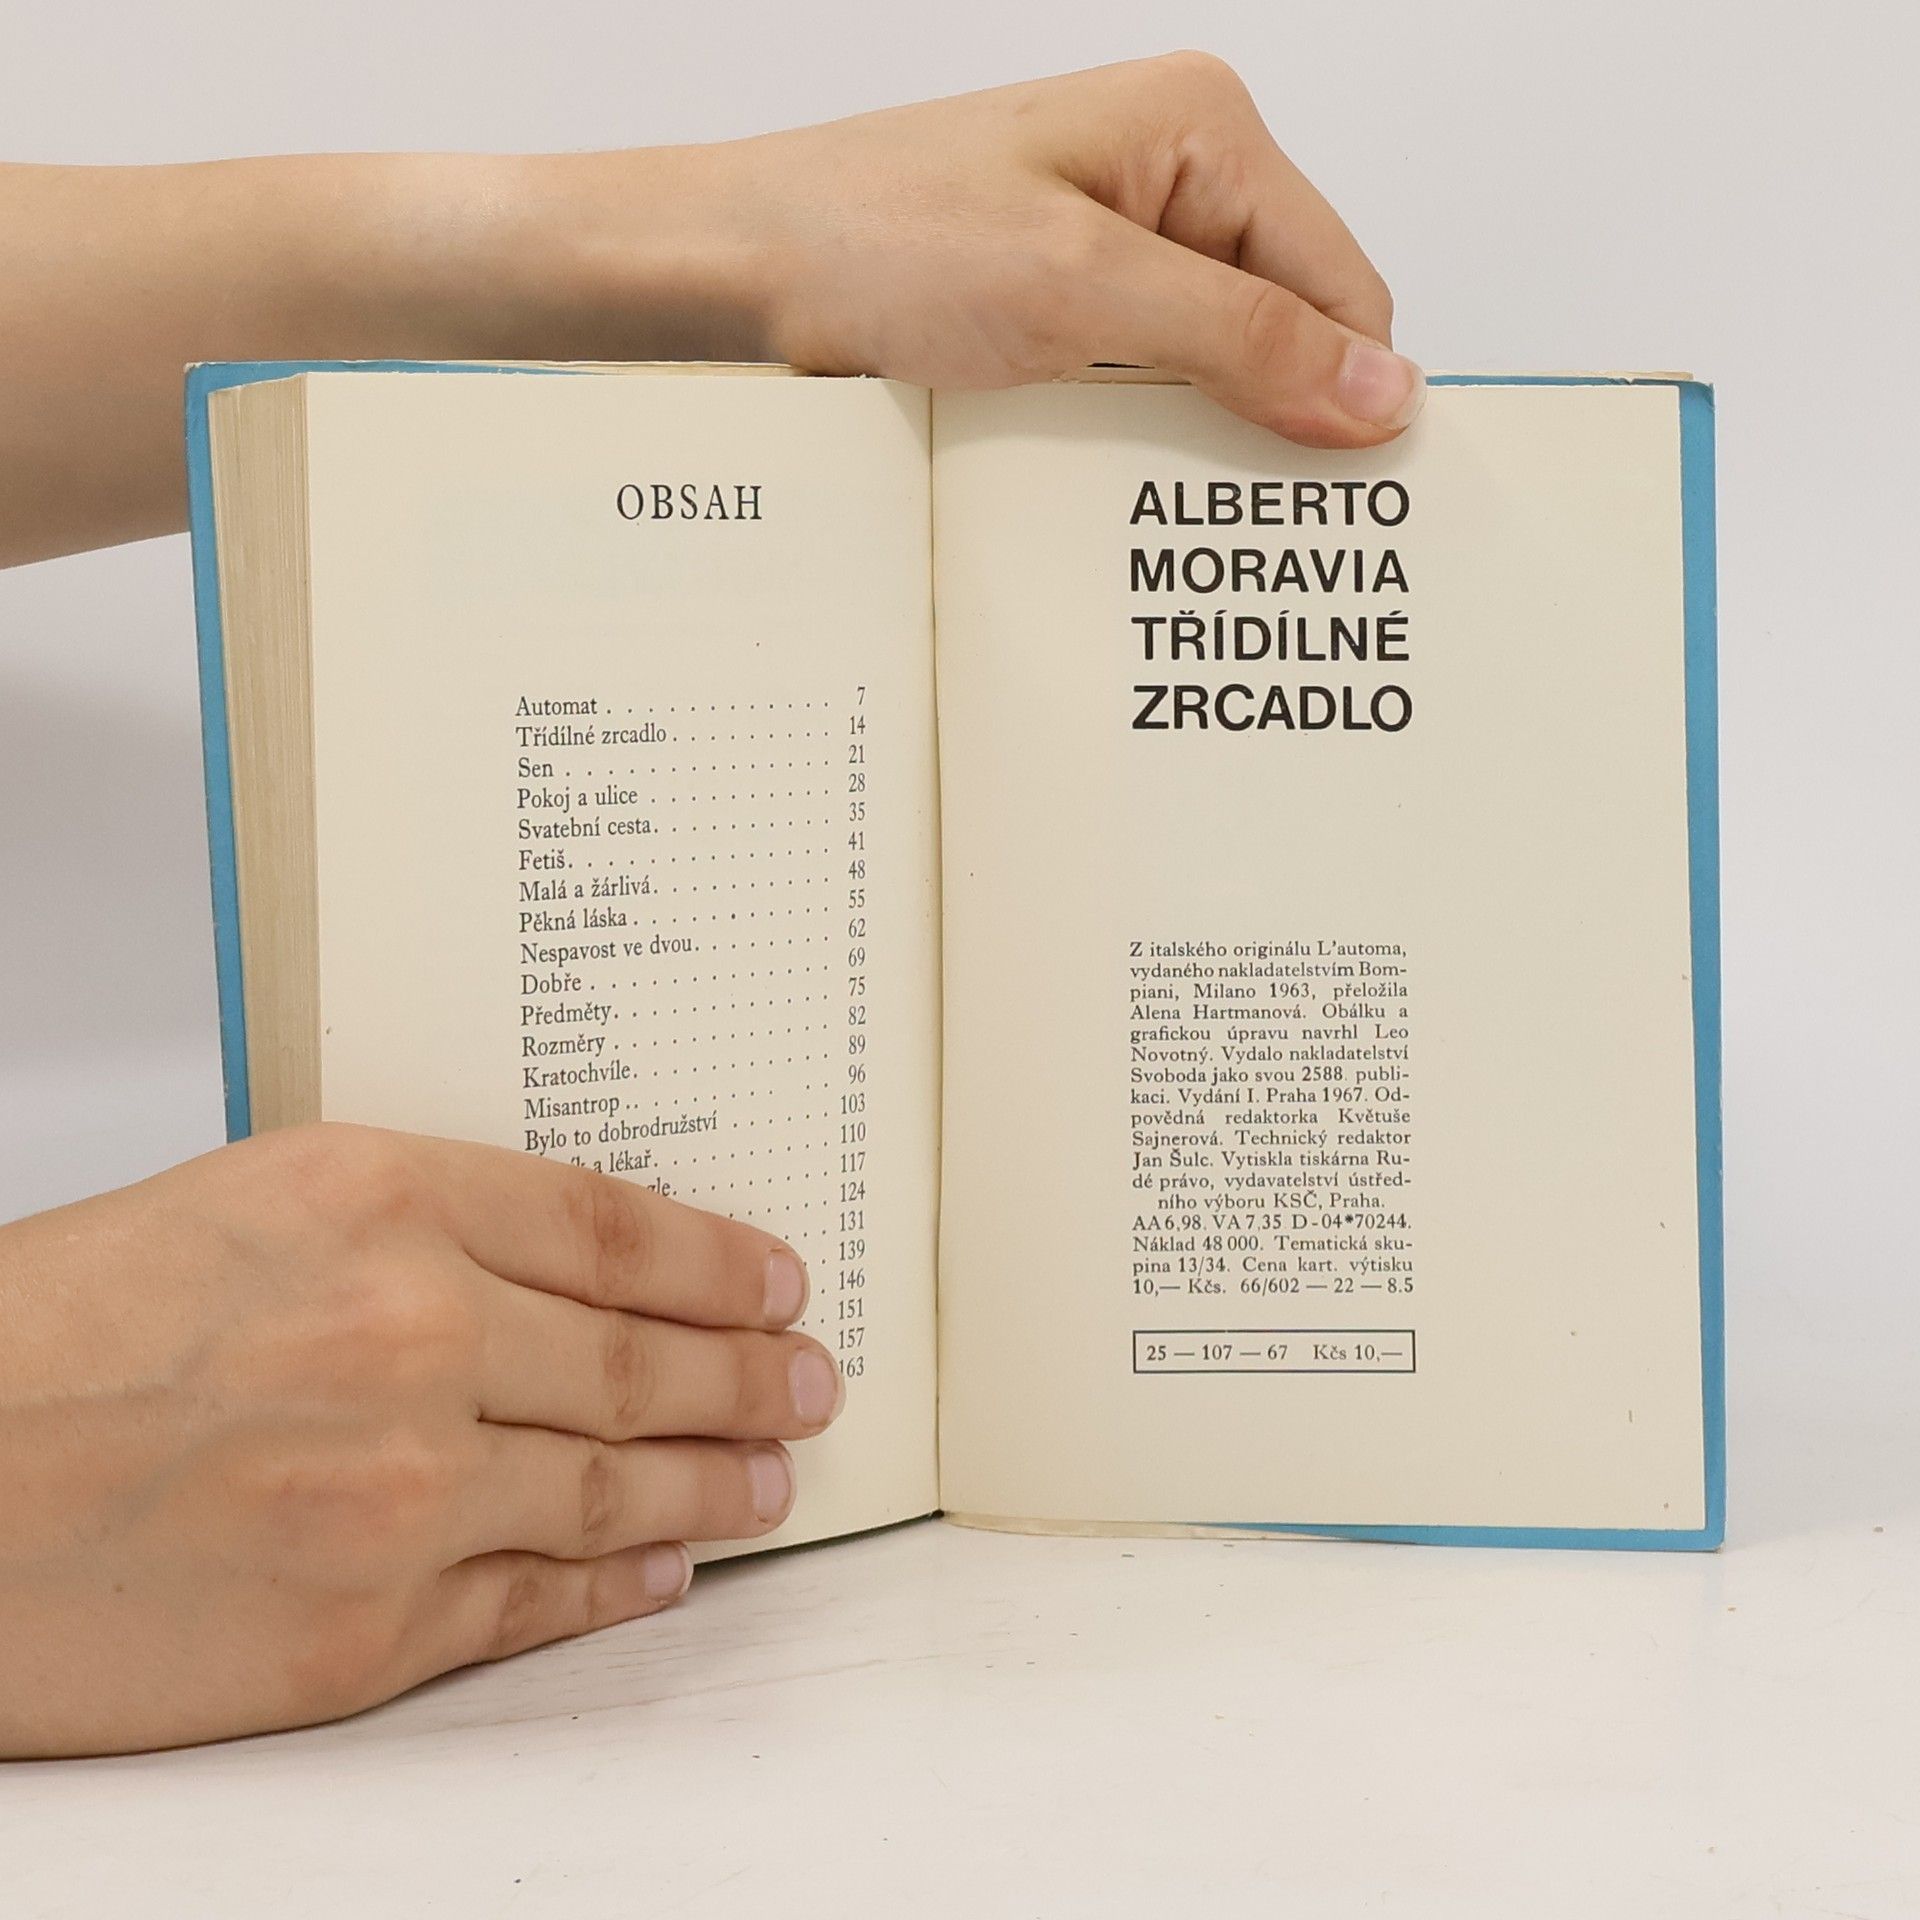 OBSAH
Automat . . . . . . . . . . . . 7
Třídílné zrcadlo . . . . . . . . . 14
Sen . . . . . . . . . . . . . . 21
Pokoj a ulice . . . . . . . . . . 28
Svatební cesta. . . . . . . . . . 35
Fetiš. . . . . . . . . . . . . . 41
Malá a žárlivá. . . . . . . . . . 48
Pěkná láska . . . . . . . . . . . 55
Nespavost ve dvou. . . . . . . . 62
Dobře . . . . . . . . . . . . . 69
Předměty. . . . . . . . . . . . 75
Rozměry . . . . . . . . . . . . 82
Kratochvíle. . . . . . . . . . . 89
Misantrop . . . . . . . . . . . 96
Bylo to dobrodružství . . . . . . 103
a lékař. . . . . . . . . . 110
. . . . . . . . 117
. . . . . . 124
. . 131
. . 139
. 146
. . 151
157
163
ALBERTO
MORAVIA
TŘÍDÍLNÉ
ZRCADLO
Z italského originálu L'automa,
vydaného nakladatelstvím Bom-
piani, Milano 1963, přeložila
Alena Hartmanová. Obálku a
grafickou úpravu navrhl Leo
Novotný. Vydalo nakladatelství
Svoboda jako svou 2588. publi-
kaci. Vydání I. Praha 1967. Od-
povědná redaktorka Květuše
Sajnerová. Technický redaktor
Jan Šulc. Vytiskla tiskárna Ru-
dé právo, vydavatelství ústřed-
ního výboru KSČ, Praha.
AA 6,98. VA 7,35 D-04*70244.
Náklad 48 000. Tematická sku-
pina 13/34. Cena kart. výtisku
10,— Kčs. 66/602 — 22 — 8.5
25 — 107 — 67 Kčs 10,—